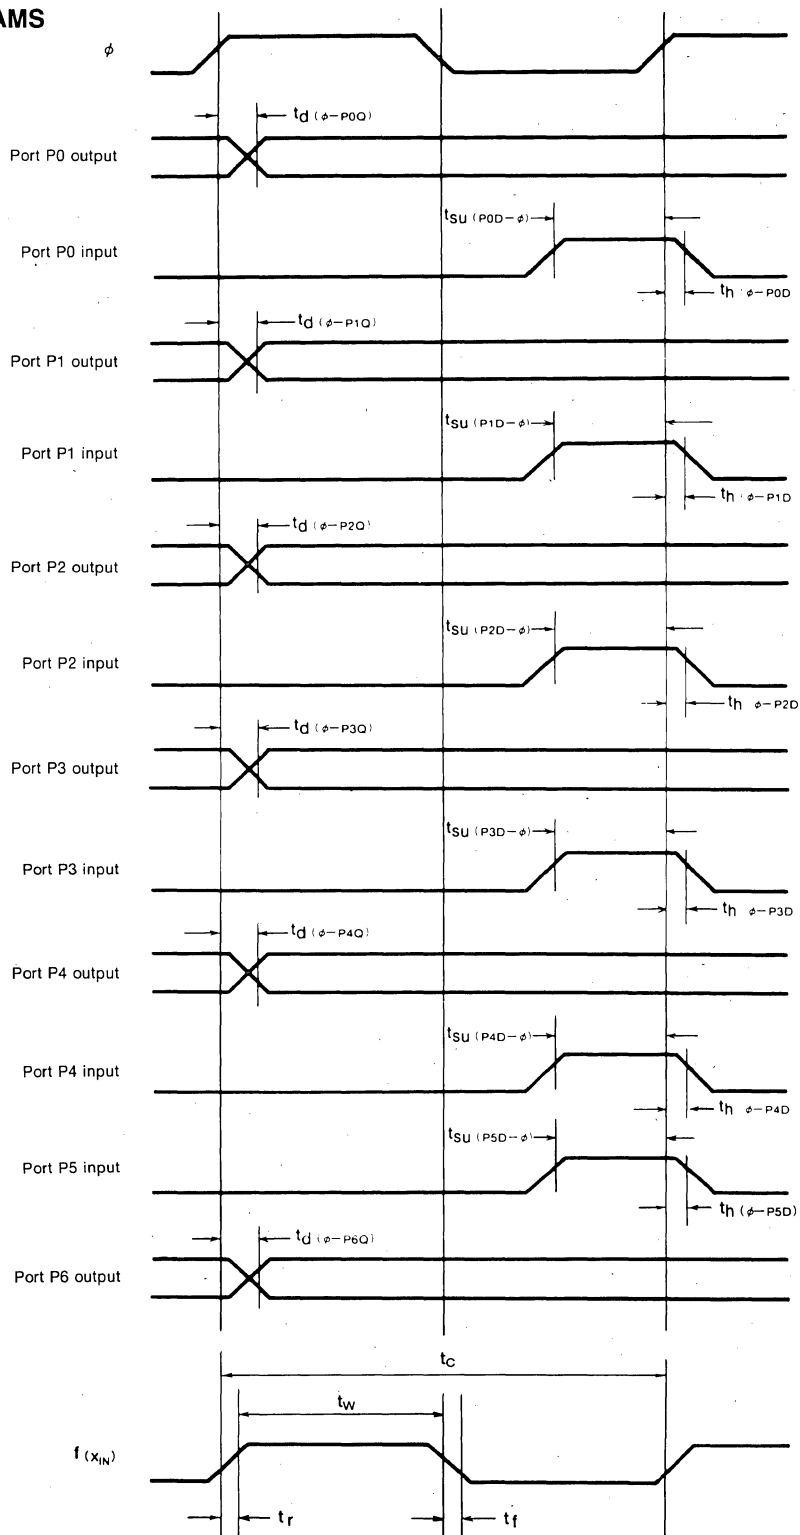 AMS
ϕ
td (ϕ−P0Q)
Port P0 output
tsu (P0D−ϕ)
Port P0 input
th ϕ−P0D
td (ϕ−P1Q)
Port P1 output
tsu (P1D−ϕ)
Port P1 input
th ϕ−P1D
td (ϕ−P2Q)
Port P2 output
tsu (P2D−ϕ)
Port P2 input
th ϕ−P2D
td (ϕ−P3Q)
Port P3 output
tsu (P3D−ϕ)
Port P3 input
th ϕ−P3D
td (ϕ−P4Q)
Port P4 output
tsu (P4D−ϕ)
Port P4 input
th ϕ−P4D
tsu (P5D−ϕ)
Port P5 input
th (ϕ−P5D)
td (ϕ−P6Q)
Port P6 output
tc
tw
f (XIN)
tr
tf